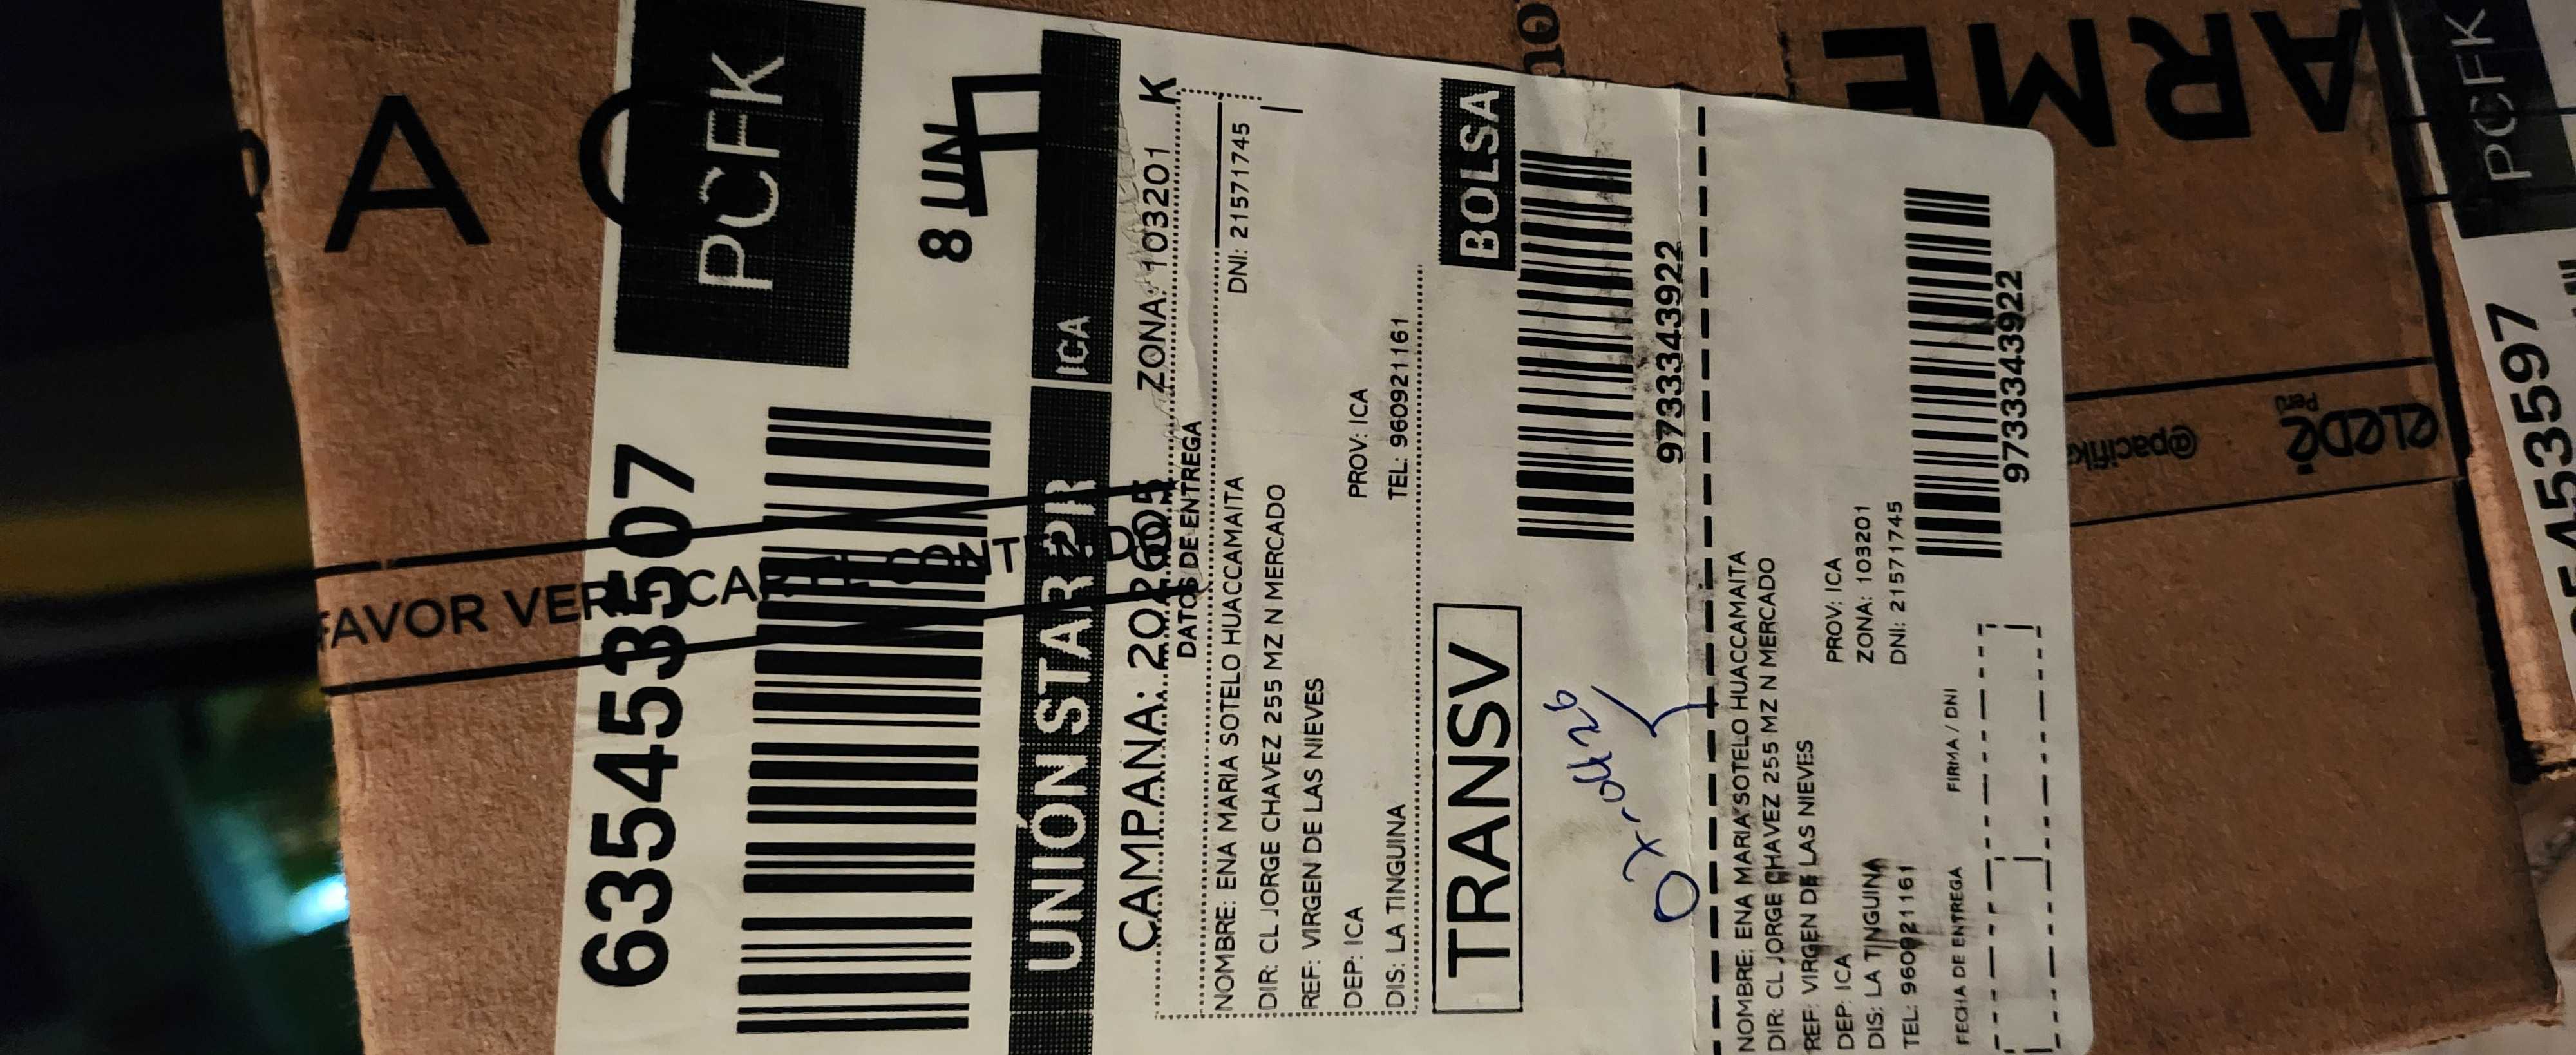 6354535507
PCFK
8 UN
UNIÓN STAR PR
ICA
CAMPAÑA: 202605
ZONA: 103201 K
DATOS DE ENTREGA
NOMBRE: ENA MARIA SOTELO HUACCAMAITA
DNI: 21571745
DIR: CL JORGE CHAVEZ 255 MZ N MERCADO
REF: VIRGEN DE LAS NIEVES
DEP: ICA
PROV: ICA
DIS: LA TINGUINA
TEL: 960921161
TRANSV
BOLSA
9733343922
NOMBRE: ENA MARIA SOTELO HUACCAMAITA
DIR: CL JORGE CHAVEZ 255 MZ N MERCADO
REF: VIRGEN DE LAS NIEVES
DEP: ICA
PROV: ICA
DIS: LA TINGUINA
ZONA: 103201
TEL: 960921161
DNI: 21571745
FECHA DE ENTREGA
FIRMA / DNI
9733343922
FAVOR VERIFICAR EL CONTENIDO
ARME
PCFK